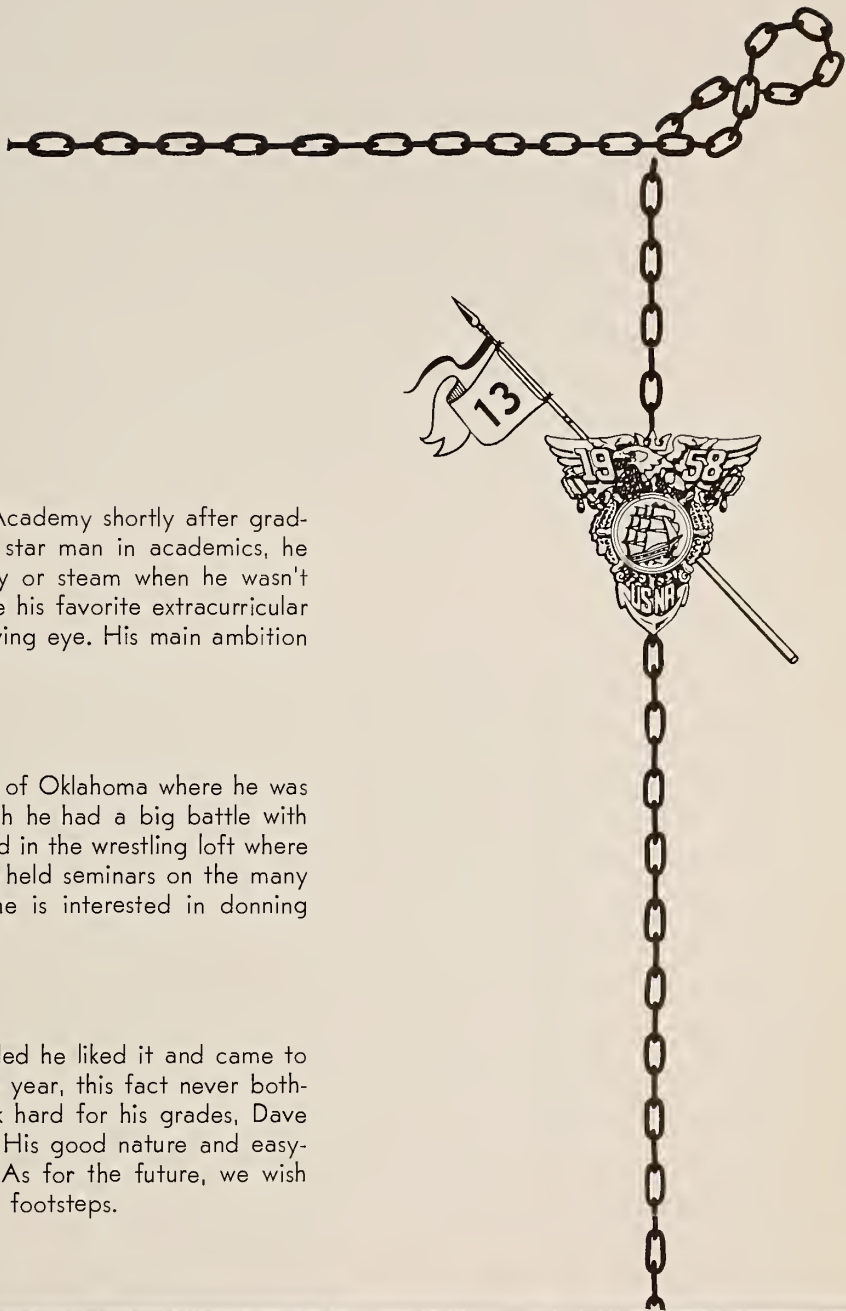 13
19 58
USNA
Academy shortly after grad-
star man in academics, he
y or steam when he wasn't
e his favorite extracurricular
ving eye. His main ambition
of Oklahoma where he was
h he had a big battle with
d in the wrestling loft where
held seminars on the many
ne is interested in donning
led he liked it and came to
year, this fact never both-
k hard for his grades, Dave
His good nature and easy-
As for the future, we wish
footsteps.